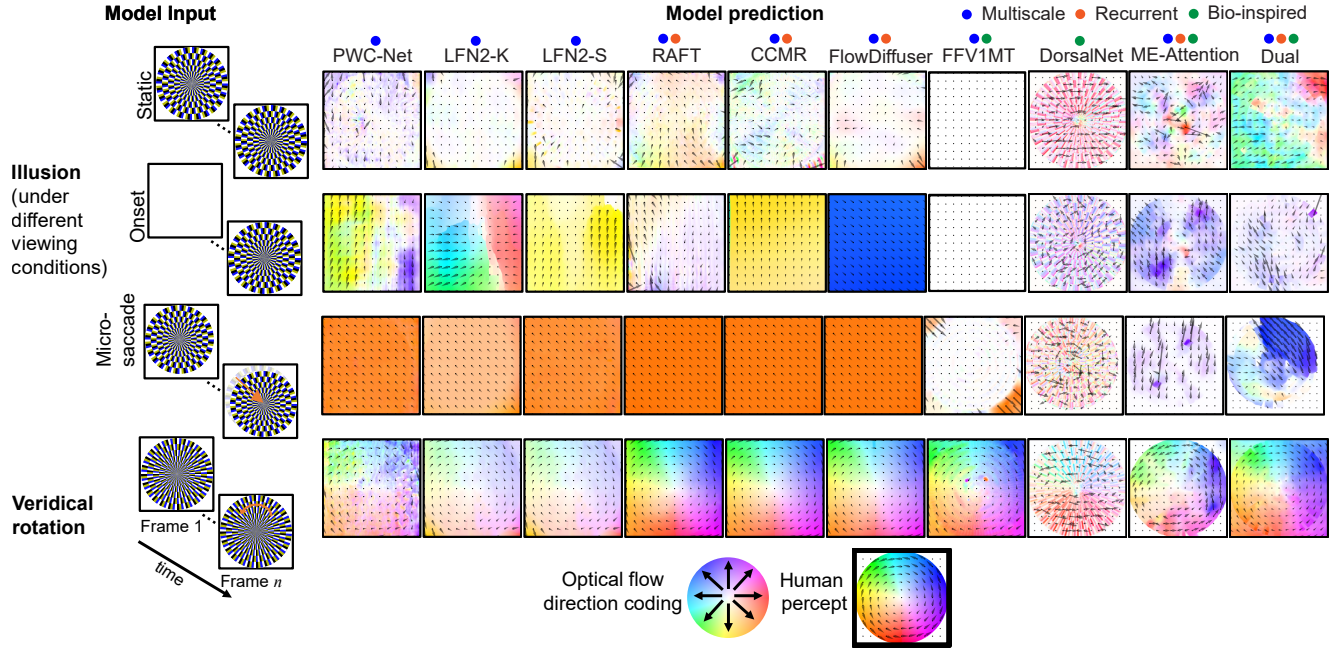 Model Input
Model prediction
Multiscale
Recurrent
Bio-inspired
PWC-Net
LFN2-K
LFN2-S
RAFT
CCMR
FlowDiffuser
FFV1MT
DorsalNet
ME-Attention
Dual
Static
Illusion
(under
different
viewing
conditions)
Onset
Micro-
saccade
Veridical
rotation
Frame 1
time
Frame n
Optical flow
direction coding
Human
percept